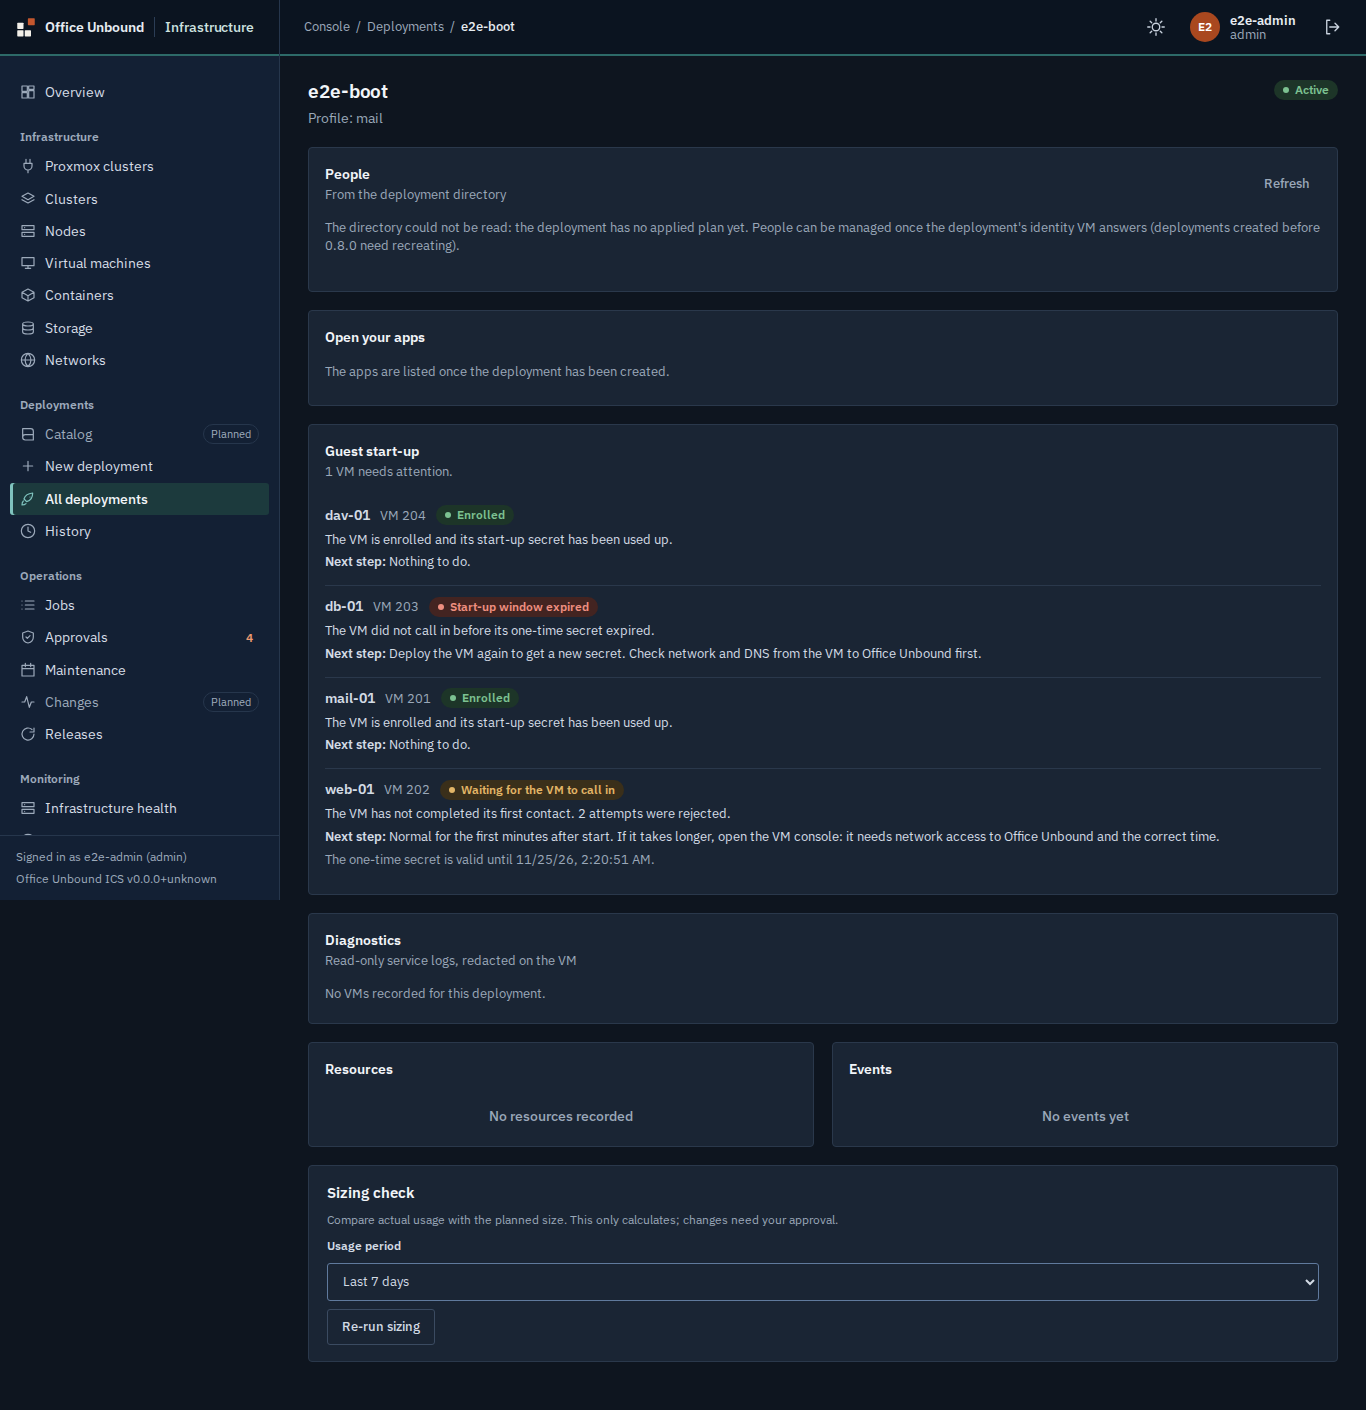 Office Unbound
Infrastructure
Console / Deployments / e2e-boot
E2
e2e-admin
admin
Overview
Infrastructure
Proxmox clusters
Clusters
Nodes
Virtual machines
Containers
Storage
Networks
Deployments
Catalog
Planned
New deployment
All deployments
History
Operations
Jobs
Approvals
4
Maintenance
Changes
Planned
Releases
Monitoring
Infrastructure health
Signed in as e2e-admin (admin)
Office Unbound ICS v0.0.0+unknown
e2e-boot
Active
Profile: mail
People
From the deployment directory
Refresh
The directory could not be read: the deployment has no applied plan yet. People can be managed once the deployment's identity VM answers (deployments created before
0.8.0 need recreating).
Open your apps
The apps are listed once the deployment has been created.
Guest start-up
1 VM needs attention.
dav-01 VM 204 Enrolled
The VM is enrolled and its start-up secret has been used up.
Next step: Nothing to do.
db-01 VM 203 Start-up window expired
The VM did not call in before its one-time secret expired.
Next step: Deploy the VM again to get a new secret. Check network and DNS from the VM to Office Unbound first.
mail-01 VM 201 Enrolled
The VM is enrolled and its start-up secret has been used up.
Next step: Nothing to do.
web-01 VM 202 Waiting for the VM to call in
The VM has not completed its first contact. 2 attempts were rejected.
Next step: Normal for the first minutes after start. If it takes longer, open the VM console: it needs network access to Office Unbound and the correct time.
The one-time secret is valid until 11/25/26, 2:20:51 AM.
Diagnostics
Read-only service logs, redacted on the VM
No VMs recorded for this deployment.
Resources
No resources recorded
Events
No events yet
Sizing check
Compare actual usage with the planned size. This only calculates; changes need your approval.
Usage period
Last 7 days
Re-run sizing